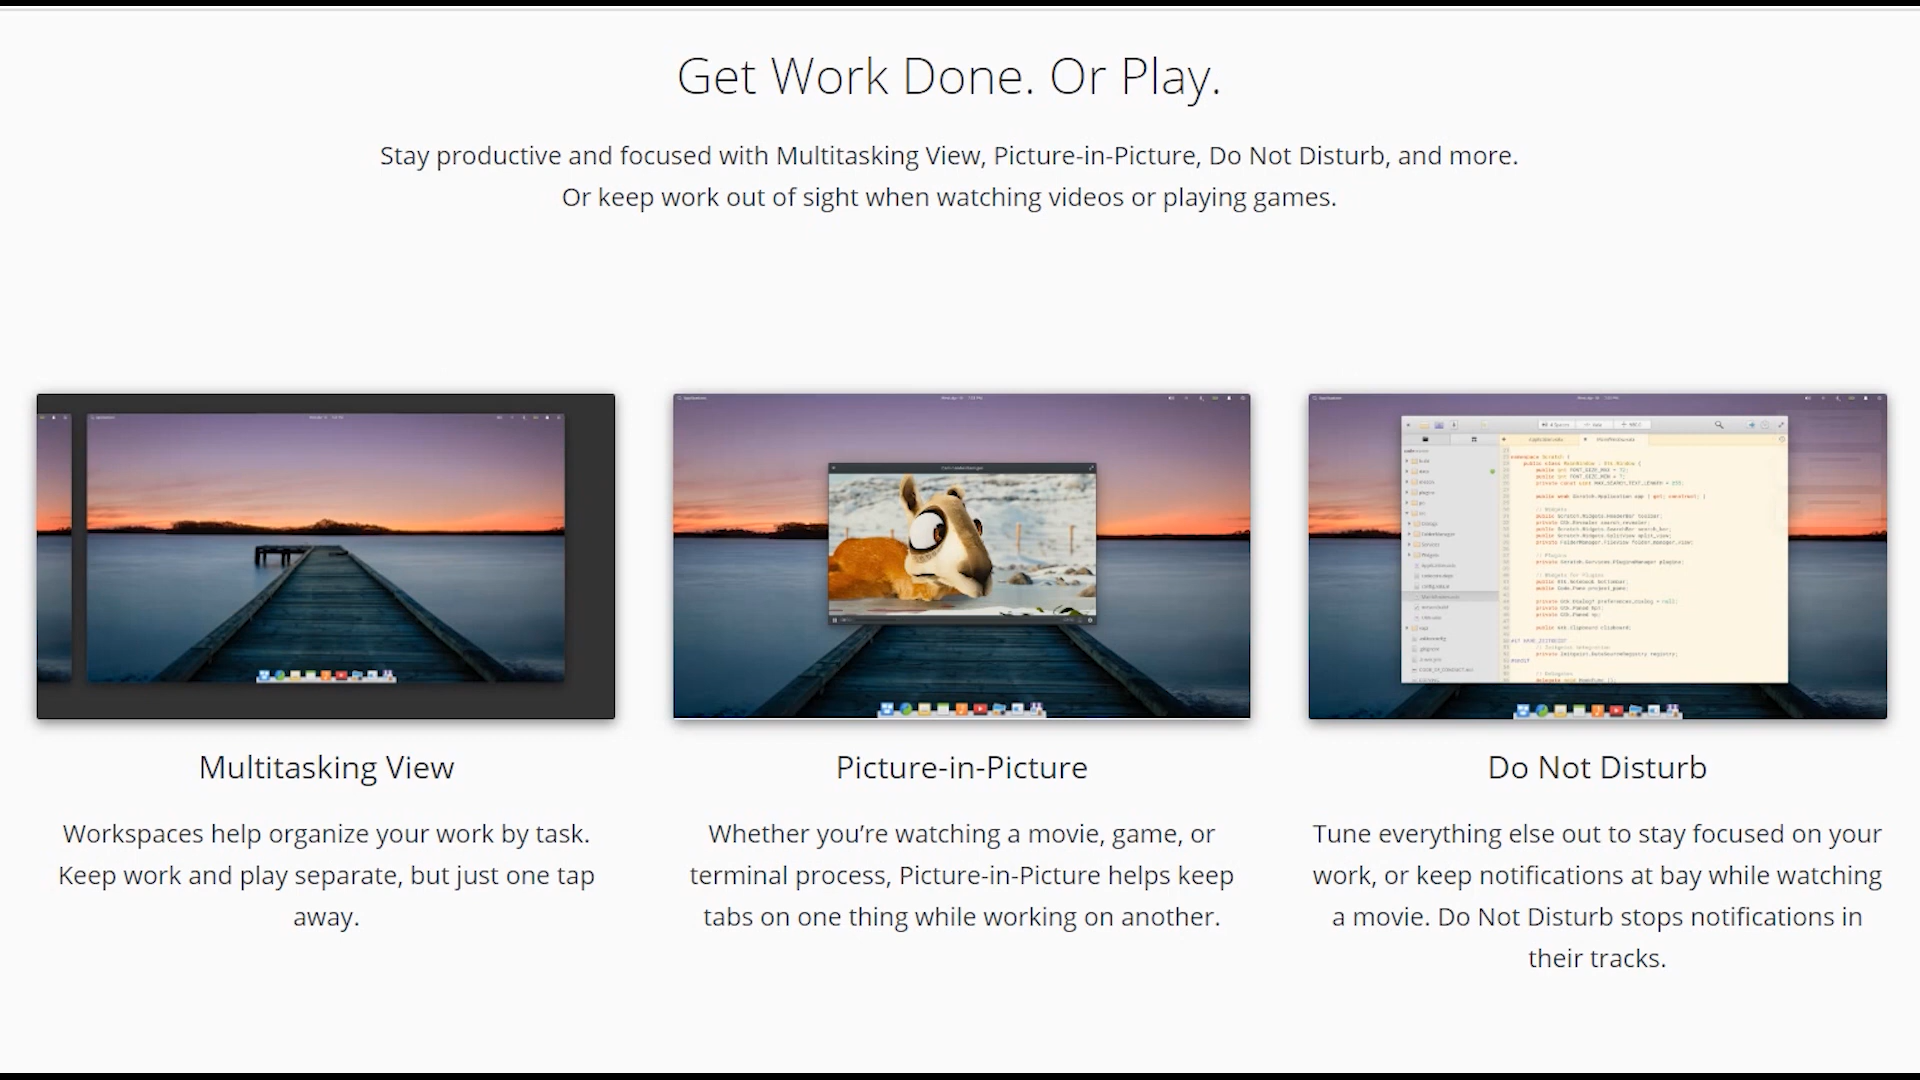 Get Work Done. Or Play.
Stay productive and focused with Multitasking View, Picture-in-Picture, Do Not Disturb, and more.
Or keep work out of sight when watching videos or playing games.
Multitasking View
Workspaces help organize your work by task.
Keep work and play separate, but just one tap
away.
Picture-in-Picture
Whether you’re watching a movie, game, or
terminal process, Picture-in-Picture helps keep
tabs on one thing while working on another.
Do Not Disturb
Tune everything else out to stay focused on your
work, or keep notifications at bay while watching
a movie. Do Not Disturb stops notifications in
their tracks.